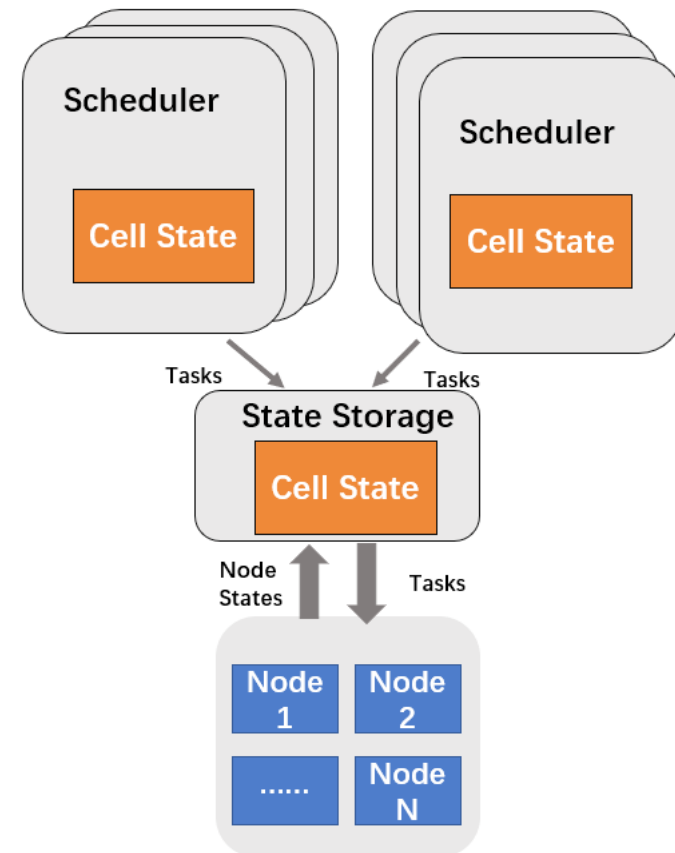 Scheduler
Cell State
Scheduler
Cell State
Tasks
Tasks
State Storage
Cell State
Node
States
Tasks
Node
1
Node
2
......
Node
N